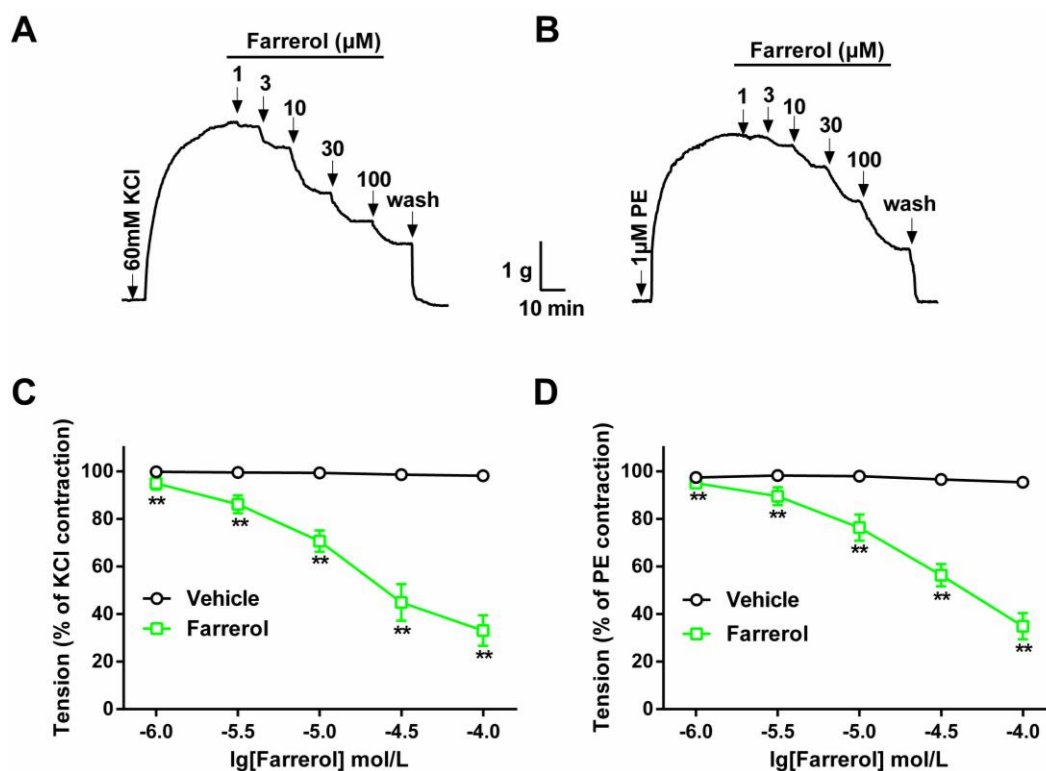 A
Farrerol (µM)
1
3
10
30
100
wash
60mM KCl
B
Farrerol (µM)
1
3
10
30
100
wash
1µM PE
1 g
10 min
C
Tension (% of KCl contraction)
100
80
60
40
20
0
**
**
**
**
**
Vehicle
Farrerol
-6.0 -5.5 -5.0 -4.5 -4.0
lg[Farrerol] mol/L
D
Tension (% of PE contraction)
100
80
60
40
20
0
**
**
**
**
**
Vehicle
Farrerol
-6.0 -5.5 -5.0 -4.5 -4.0
lg[Farrerol] mol/L